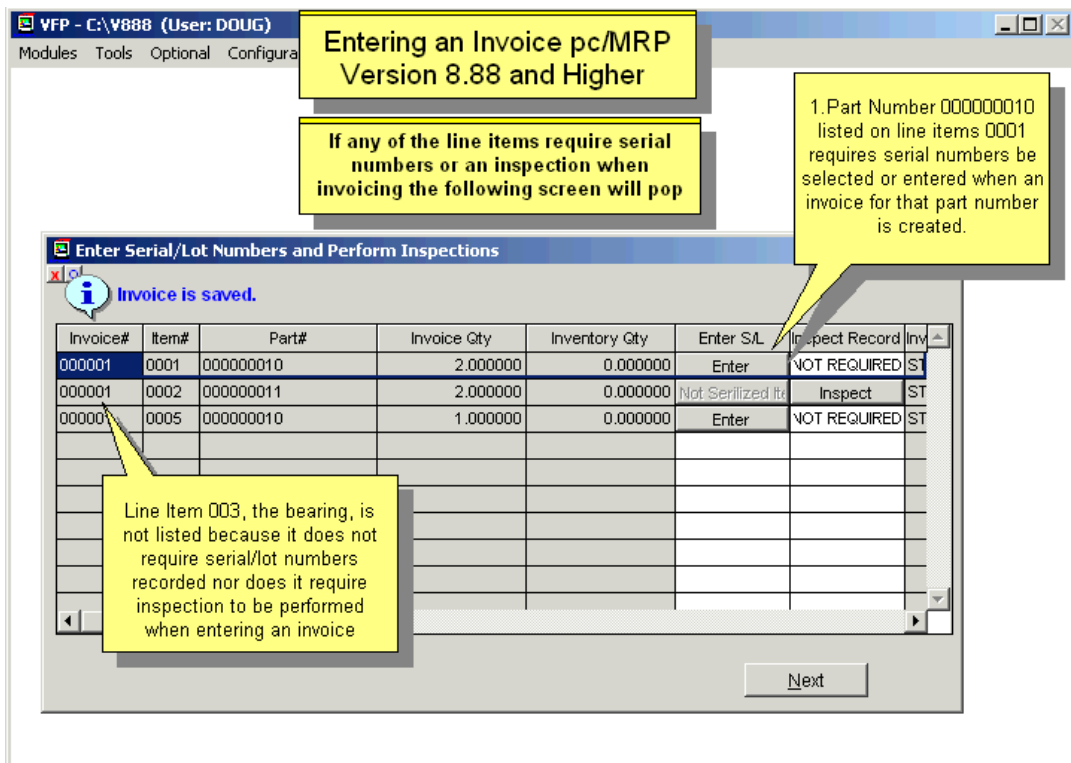 VFP - C:\V888 (User: DOUG)
Modules Tools Optional Configura
Entering an Invoice pc/MRP
Version 8.88 and Higher
If any of the line items require serial
numbers or an inspection when
invoicing the following screen will pop
1.Part Number 000000010
listed on line items 0001
requires serial numbers be
selected or entered when an
invoice for that part number
is created.
Enter Serial/Lot Numbers and Perform Inspections
Invoice is saved.
Invoice# Item# Part# Invoice Qty Inventory Qty Enter S/L Inspect Record Inv
000001 0001 000000010 2.000000 0.000000 Enter NOT REQUIRED ST
000001 0002 000000011 2.000000 0.000000 Not Serilized Ite Inspect ST
000001 0005 000000010 1.000000 0.000000 Enter NOT REQUIRED ST
Line Item 003, the bearing, is
not listed because it does not
require serial/lot numbers
recorded nor does it require
inspection to be performed
when entering an invoice
Next